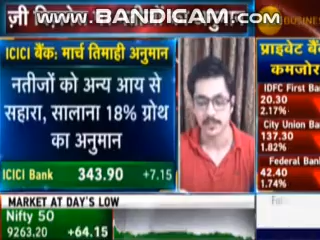 WWW.BANDICAM.COM
ICICI बैंक: मार्च तिमाही अनुमान
नतीजों को अन्य आय से
सहारा, सालाना 18% ग्रोथ
का अनुमान
ICICI Bank 343.90 +7.15
प्राइवेट बैं
कमजोर
IDFC First Ban
20.30
2.17%
City Union Ban
137.30
1.82%
Federal Bank
42.40
1.74%
MARKET AT DAY'S LOW
Nifty 50
9263.20 +64.15